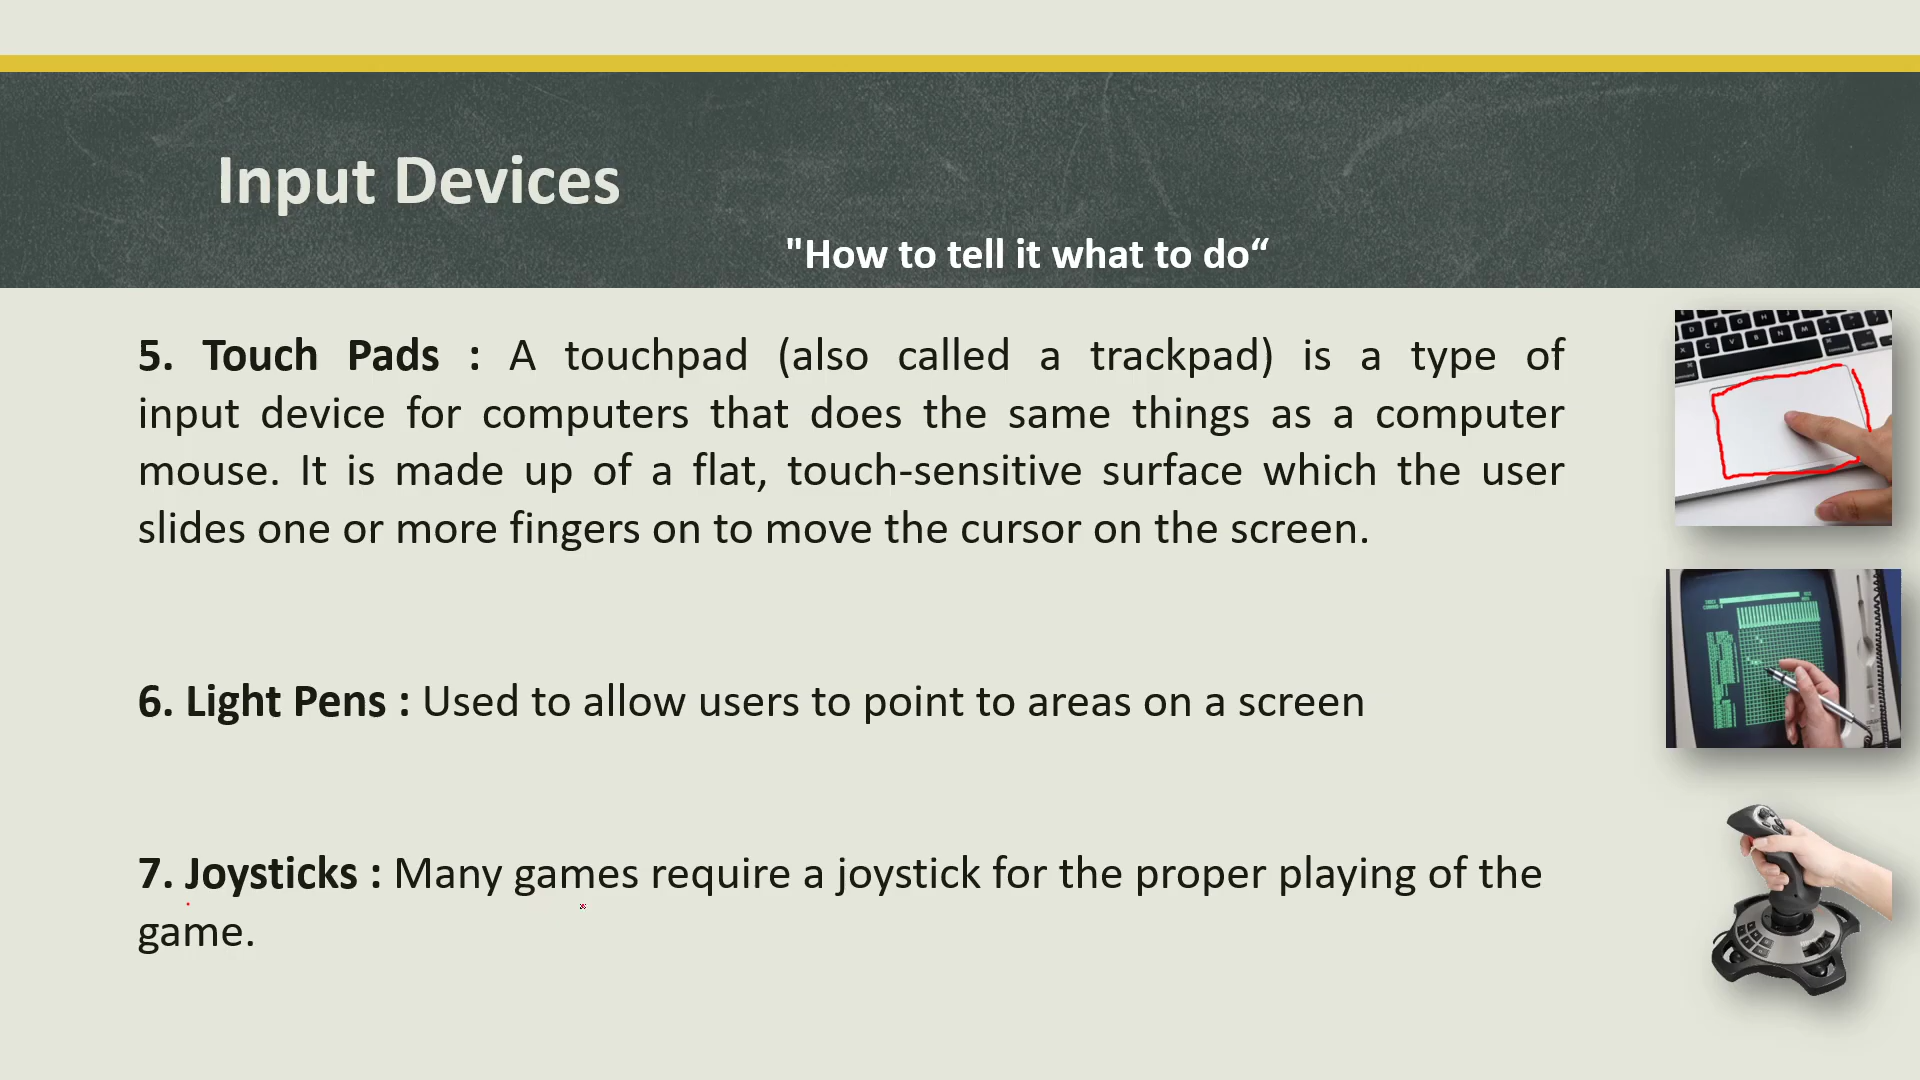 Input Devices
"How to tell it what to do“
5. Touch Pads : A touchpad (also called a trackpad) is a type of
input device for computers that does the same things as a computer
mouse. It is made up of a flat, touch-sensitive surface which the user
slides one or more fingers on to move the cursor on the screen.
6. Light Pens : Used to allow users to point to areas on a screen
7. Joysticks : Many games require a joystick for the proper playing of the
game.